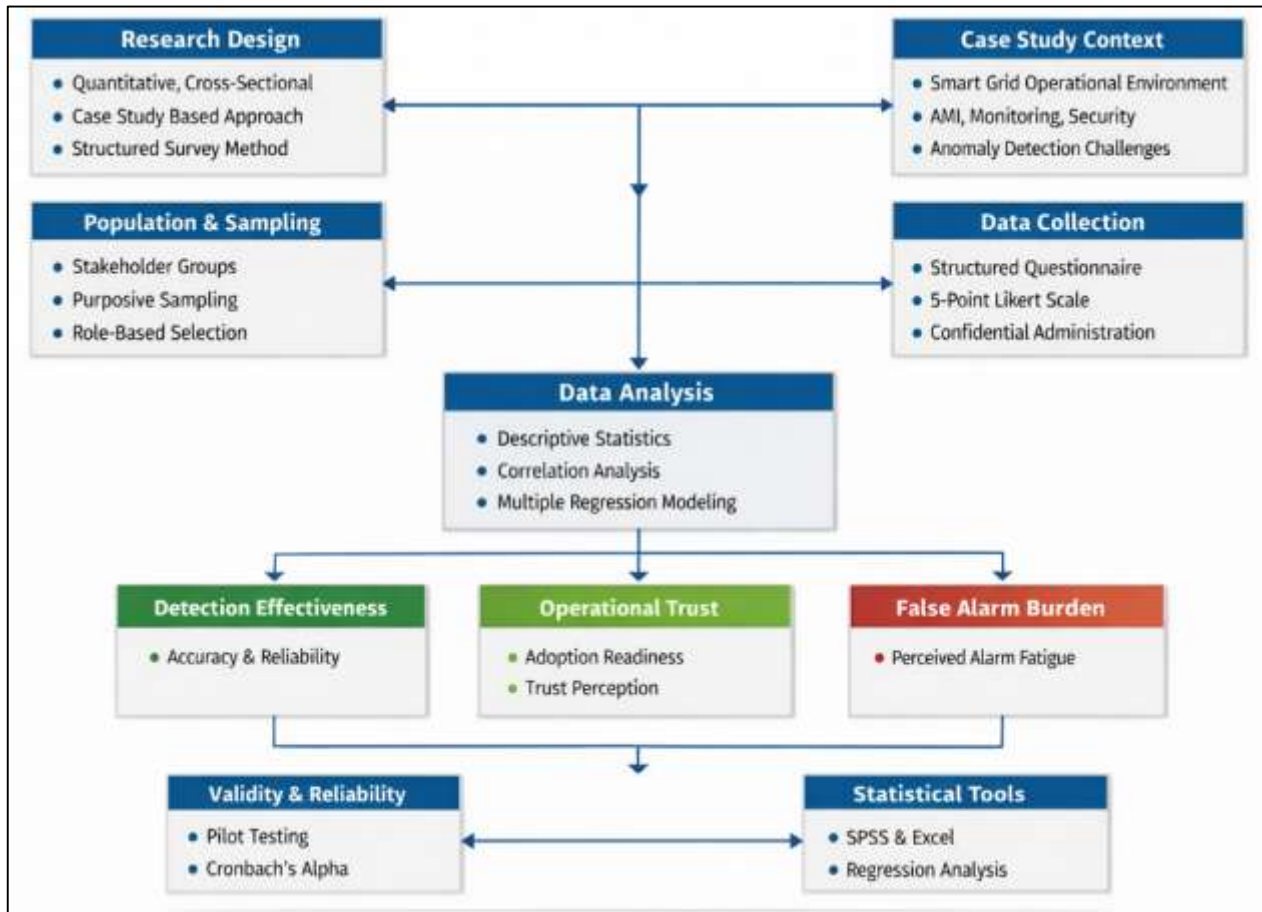 Research Design
• Quantitative, Cross-Sectional
• Case Study Based Approach
• Structured Survey Method
Case Study Context
• Smart Grid Operational Environment
• AMI, Monitoring, Security
• Anomaly Detection Challenges
Population & Sampling
• Stakeholder Groups
• Purposive Sampling
• Role-Based Selection
Data Collection
• Structured Questionnaire
• 5-Point Likert Scale
• Confidential Administration
Data Analysis
• Descriptive Statistics
• Correlation Analysis
• Multiple Regression Modeling
Detection Effectiveness
• Accuracy & Reliability
Operational Trust
• Adoption Readiness
• Trust Perception
False Alarm Burden
• Perceived Alarm Fatigue
Validity & Reliability
• Pilot Testing
• Cronbach's Alpha
Statistical Tools
• SPSS & Excel
• Regression Analysis